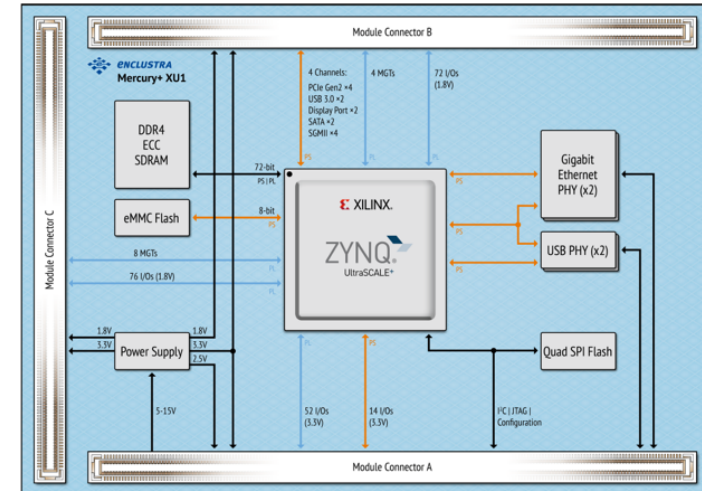 Module Connector B
ENCLUSTRA
Mercury+ XU1
4 Channels:
PCIe Gen2 ×4
USB 3.0 ×2
Display Port ×2
SATA ×2
SGMII ×4
PS
4 MGTs
PL
72 I/Os
(1.8V)
PL
DDR4
ECC
SDRAM
72-bit
PS | PL
eMMC Flash
8-bit
PS
XILINX.
ZYNQ.
UltraSCALE+
PS
PS
PS
Gigabit
Ethernet
PHY (x2)
USB PHY (x2)
Module Connector C
8 MGTs
PL
76 I/Os (1.8V)
PL
1.8V
3.3V
Power Supply
1.8V
3.3V
2.5V
5-15V
PL
52 I/Os
(3.3V)
PS
14 I/Os
(3.3V)
Quad SPI Flash
I²C | JTAG |
Configuration
Module Connector A